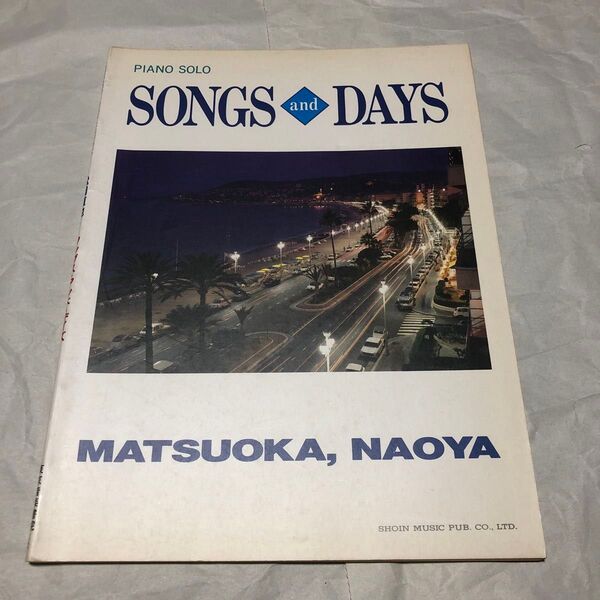 PIANO SOLO
SONGS and DAYS
MATSUOKA, NAOYA
SHOIN MUSIC PUB. CO., LTD.